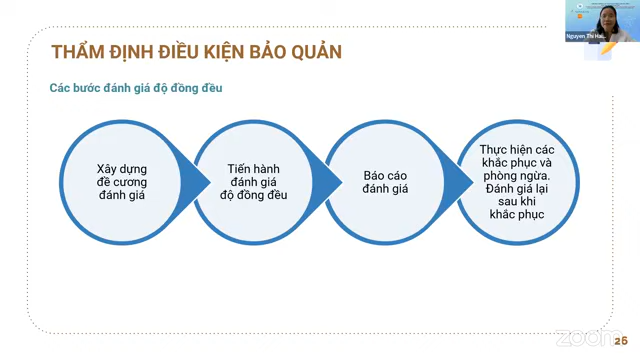 THẨM ĐỊNH ĐIỀU KIỆN BẢO QUẢN
Nguyen Thi Hai...
Các bước đánh giá độ đồng đều
Xây dựng
đề cương
đánh giá
Tiến hành
đánh giá
độ đồng đều
Báo cáo
đánh giá
Thực hiện các
khắc phục và
phòng ngừa.
Đánh giá lại
sau khi
khắc phục
zoom
26